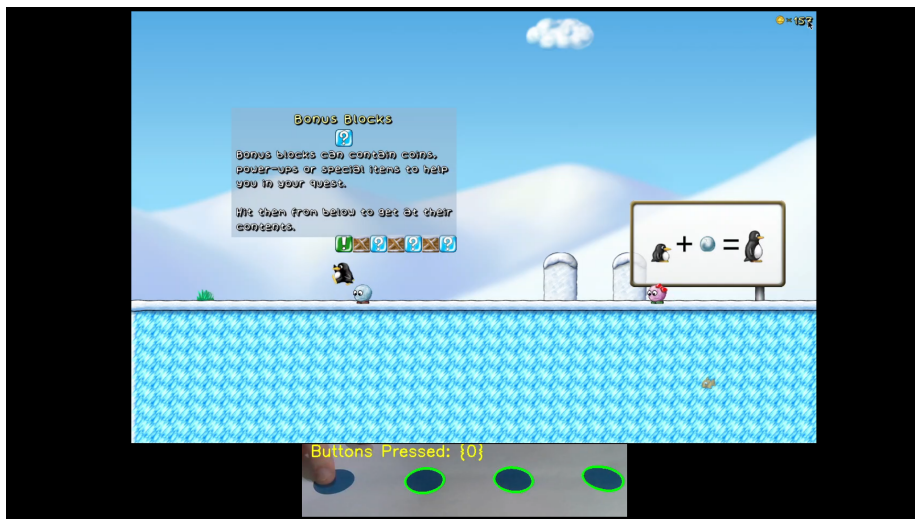 × 157
Bonus Blocks
Bonus blocks can contain coins,
power-ups or special items to help
you in your quest.
Hit them from below to get at their
contents.
+ =
Buttons Pressed: {0}